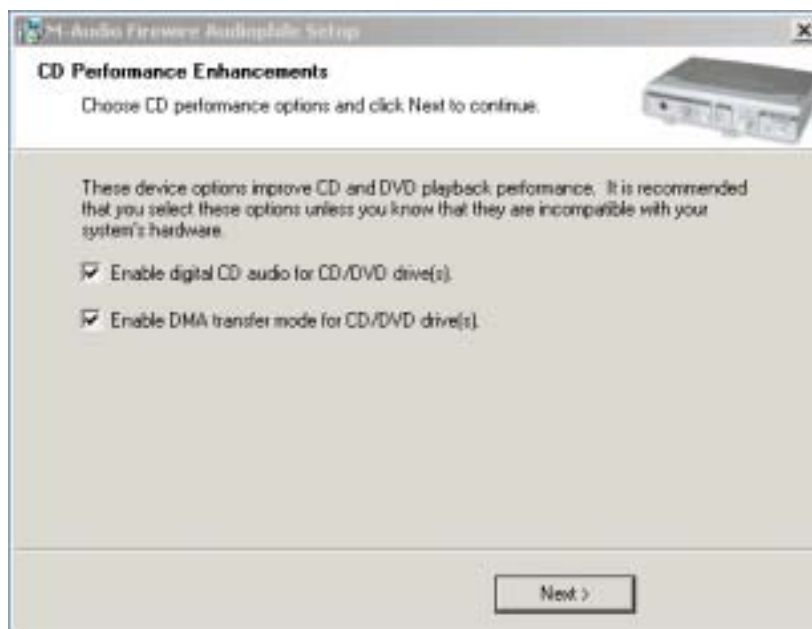 M-Audio Firewire Audiophile Setup
CD Performance Enhancements
Choose CD performance options and click Next to continue.
These device options improve CD and DVD playback performance. It is recommended
that you select these options unless you know that they are incompatible with your
system's hardware.
Enable digital CD audio for CD/DVD drive(s).
Enable DMA transfer mode for CD/DVD drive(s).
Next >